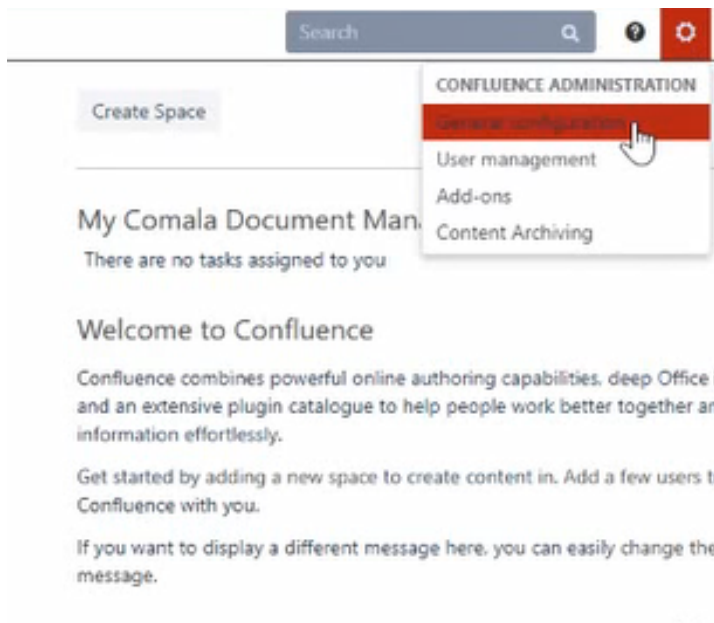 Search
CONFLUENCE ADMINISTRATION
Create Space
General configuration
User management
Add-ons
Content Archiving
My Comala Document Man
There are no tasks assigned to you
Welcome to Confluence
Confluence combines powerful online authoring capabilities, deep Office
and an extensive plugin catalogue to help people work better together an
information effortlessly.
Get started by adding a new space to create content in. Add a few users t
Confluence with you.
If you want to display a different message here, you can easily change the
message.